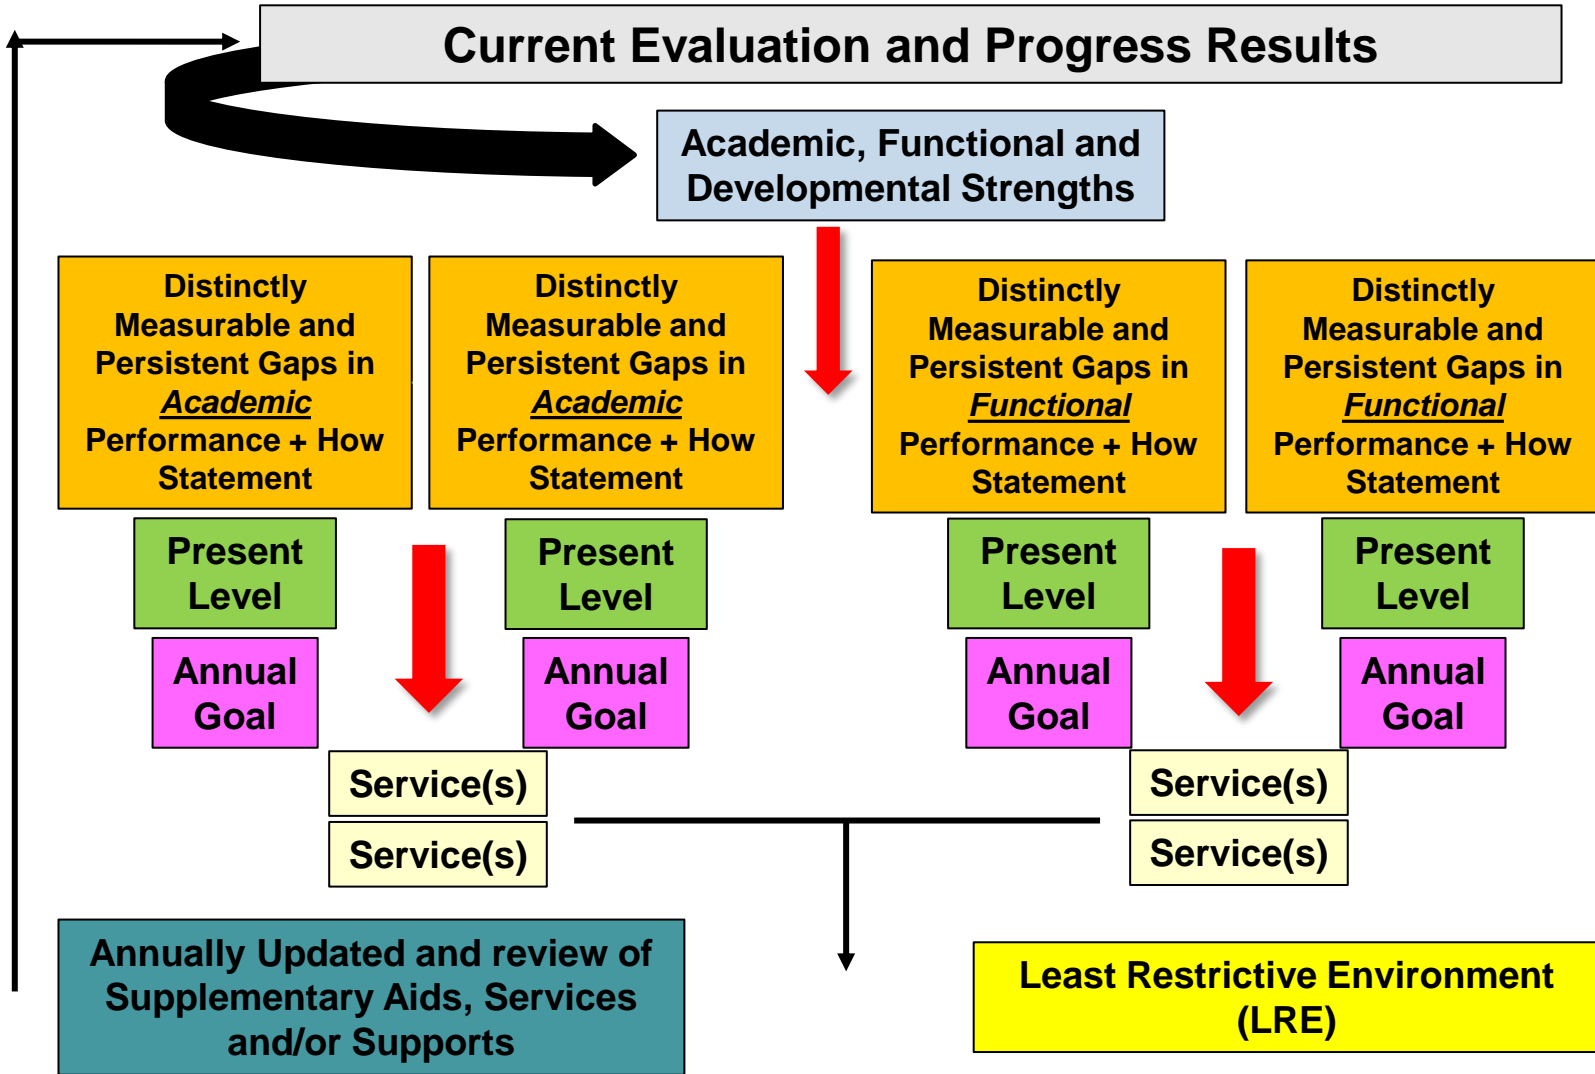 Current Evaluation and Progress Results
Academic, Functional and
Developmental Strengths
Distinctly
Measurable and
Persistent Gaps in
Academic
Performance + How
Statement
Distinctly
Measurable and
Persistent Gaps in
Academic
Performance + How
Statement
Distinctly
Measurable and
Persistent Gaps in
Functional
Performance + How
Statement
Distinctly
Measurable and
Persistent Gaps in
Functional
Performance + How
Statement
Present
Level
Present
Level
Present
Level
Present
Level
Annual
Goal
Annual
Goal
Annual
Goal
Annual
Goal
Service(s)
Service(s)
Service(s)
Service(s)
Annually Updated and review of
Supplementary Aids, Services
and/or Supports
Least Restrictive Environment
(LRE)